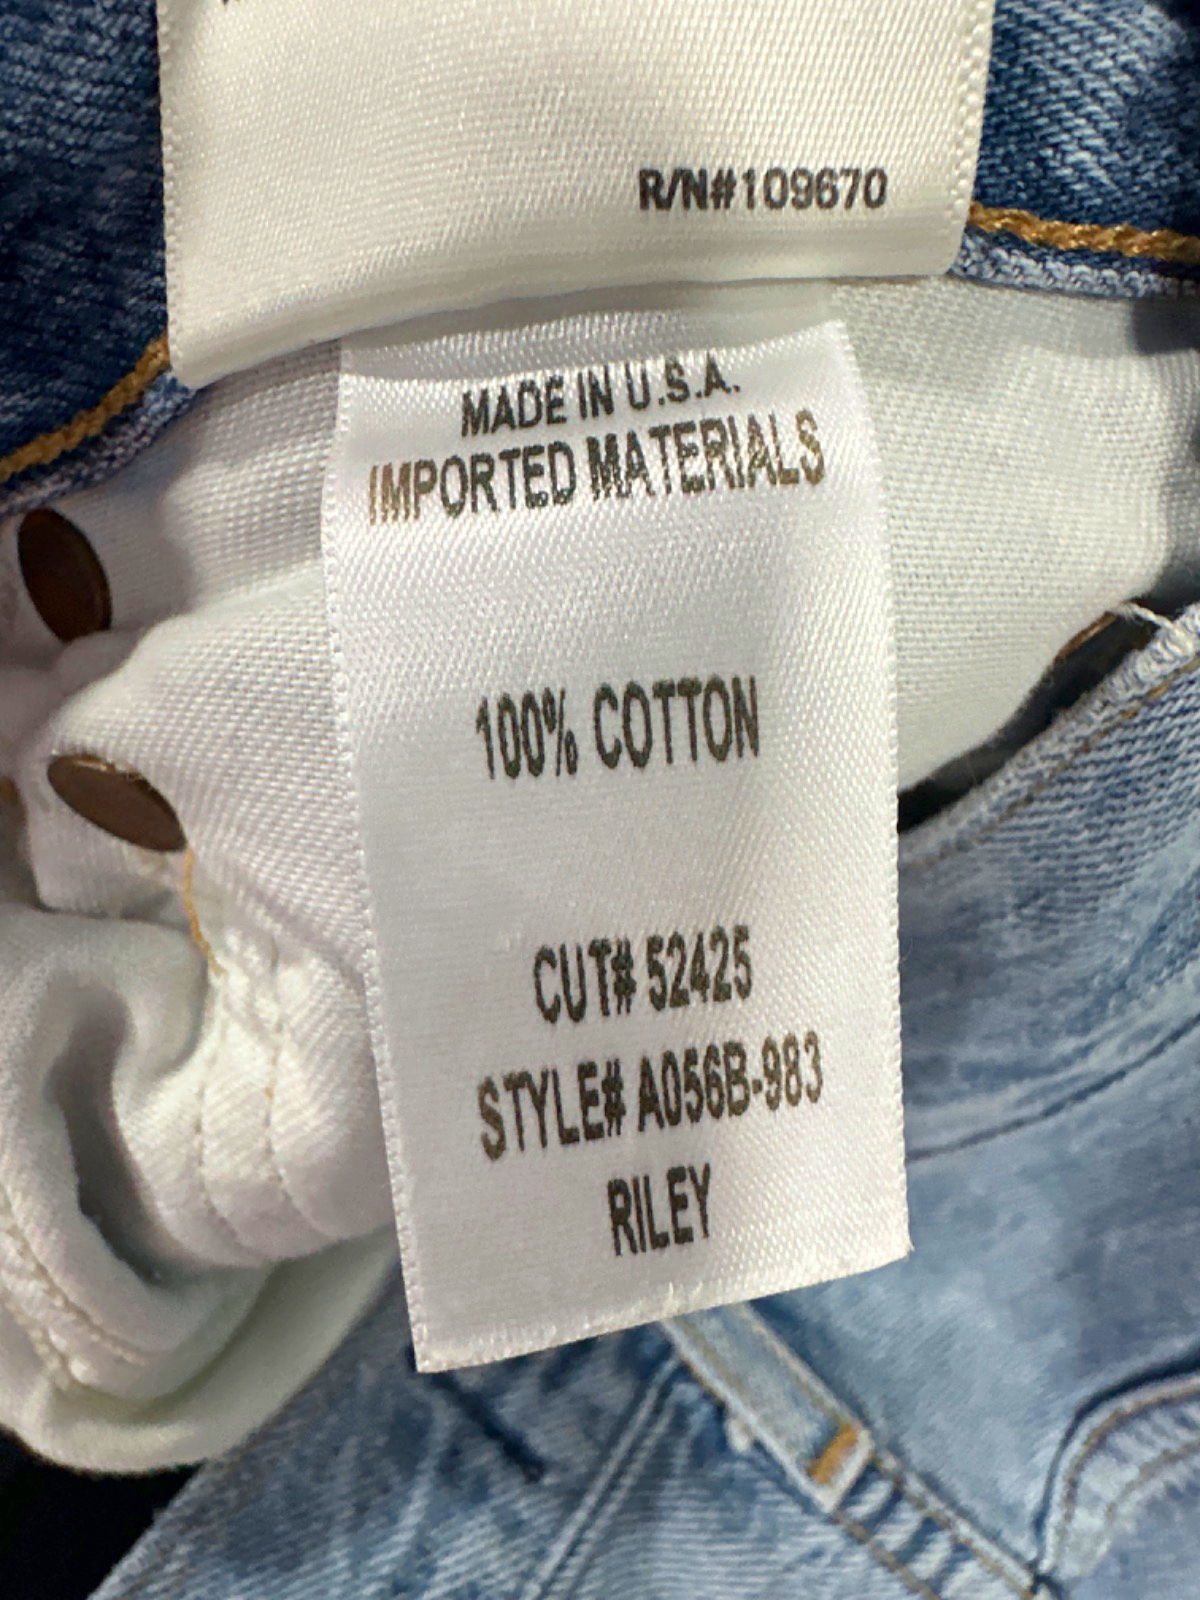 R/N#109670
MADE IN U.S.A.
IMPORTED MATERIALS
100% COTTON
CUT# 52425
STYLE# A056B-983
RILEY